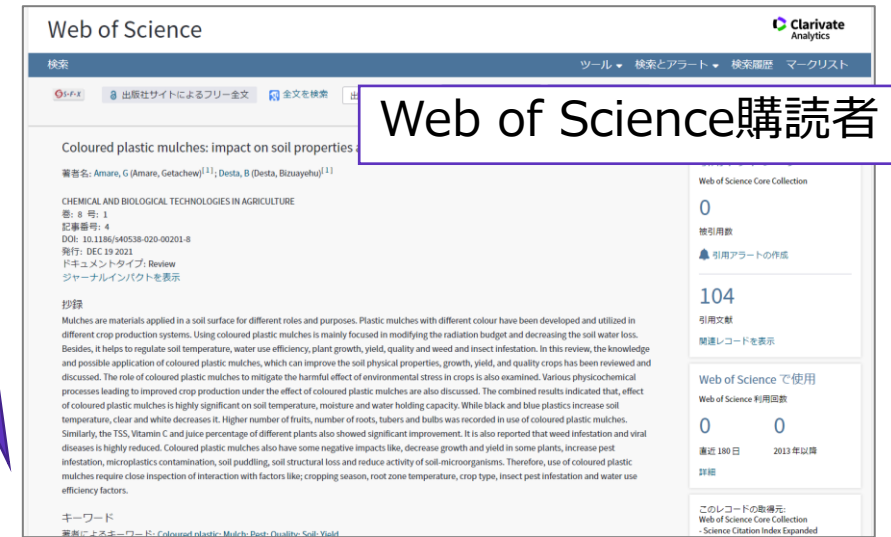 Web of Science
Clarivate
Analytics
検索
ツール 検索とアラート 検索履歴 マークリスト
S-F-X 出版社サイトによるフリー全文 全文を検索 出
Web of Science購読者
Coloured plastic mulches: impact on soil properties
著者名: Amare, G (Amare, Getachew)[1]; Desta, B (Desta, Bizuayehu)[1]
CHEMICAL AND BIOLOGICAL TECHNOLOGIES IN AGRICULTURE
巻: 8 号: 1
記事番号: 4
DOI: 10.1186/s40538-020-00201-8
発行: DEC 19 2021
ドキュメントタイプ: Review
ジャーナルインパクトを表示
抄録
Mulches are materials applied in a soil surface for different roles and purposes. Plastic mulches with different colour have been developed and utilized in
different crop production systems. Using coloured plastic mulches is mainly focused in modifying the radiation budget and decreasing the soil water loss.
Besides, it helps to regulate soil temperature, water use efficiency, plant growth, yield, quality and weed and insect infestation. In this review, the knowledge
and possible application of coloured plastic mulches, which can improve the soil physical properties, growth, yield, and quality crops has been reviewed and
discussed. The role of coloured plastic mulches to mitigate the harmful effect of environmental stress in crops is also examined. Various physicochemical
processes leading to improved crop production under the effect of coloured plastic mulches are also discussed. The combined results indicated that, effect
of coloured plastic mulches is highly significant on soil temperature, moisture and water holding capacity. While black and blue plastics increase soil
temperature, clear and white decreases it. Higher number of fruits, number of roots, tubers and bulbs was recorded in use of coloured plastic mulches.
Similarly, the TSS, Vitamin C and juice percentage of different plants also showed significant improvement. It is also reported that weed infestation and viral
diseases is highly reduced. Coloured plastic mulches also have some negative impacts like, decrease growth and yield in some plants, increase pest
infestation, microplastics contamination, soil puddling, soil structural loss and reduce activity of soil-microorganisms. Therefore, use of coloured plastic
mulches require close inspection of interaction with factors like; cropping season, root zone temperature, crop type, insect pest infestation and water use
efficiency factors.
キーワード
著者によるキーワード: Coloured plastic; Mulch; Pest; Quality; Soil; Yield
Web of Science Core Collection
0
被引用数
引用アラートの作成
104
引用文献
関連レコードを表示
Web of Science で使用
Web of Science 利用回数
0 0
直近 180 日 2013 年以降
詳細
このレコードの取得元:
Web of Science Core Collection
- Science Citation Index Expanded